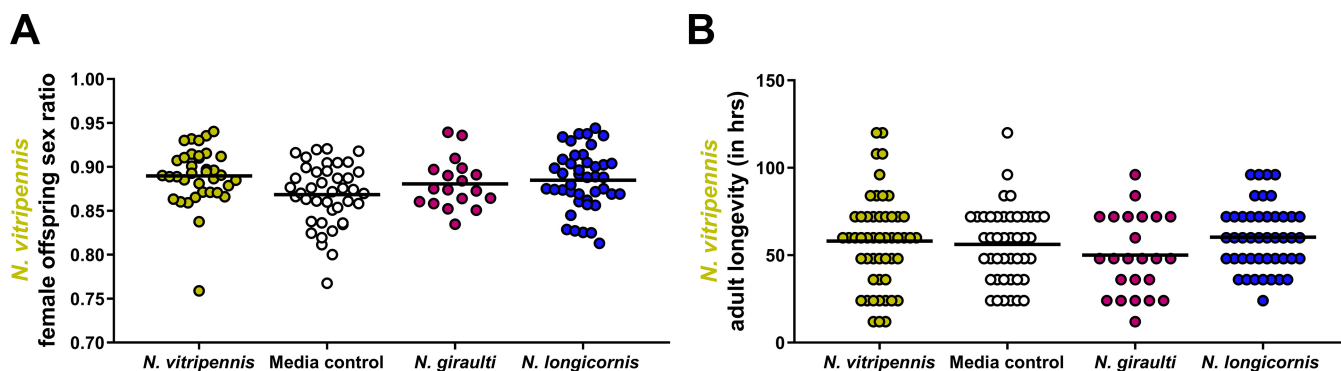 A
N. vitripennis
female offspring sex ratio
1.00
0.95
0.90
0.85
0.80
0.75
0.70
N. vitripennis
Media control
N. giraulti
N. longicornis
B
N. vitripennis
adult longevity (in hrs)
150
100
50
0
N. vitripennis
Media control
N. giraulti
N. longicornis